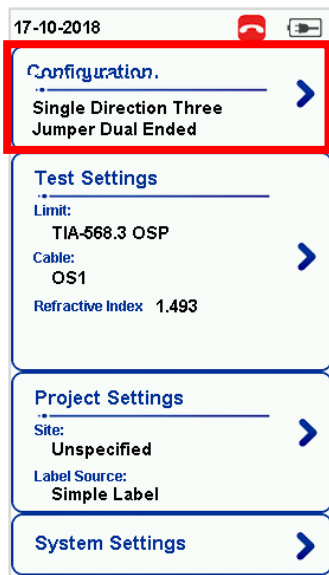 17-10-2018
Configuration.
Single Direction Three
Jumper Dual Ended
Test Settings
Limit:
TIA-568.3 OSP
Cable:
OS1
Refractive Index 1.493
Project Settings
Site:
Unspecified
Label Source:
Simple Label
System Settings